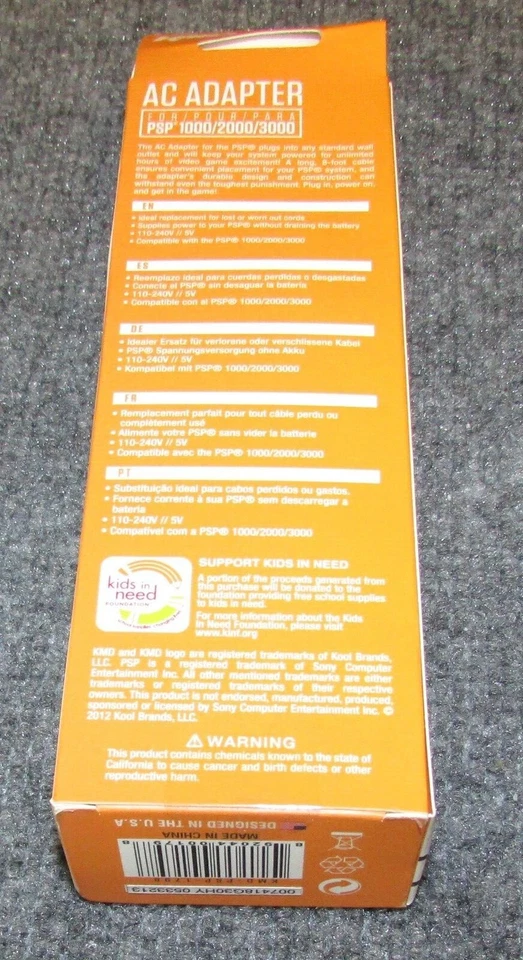 AC ADAPTER
FOR/POUR/PARA
PSP® 1000/2000/3000
The AC Adapter for the PSP® plugs into any standard wall
outlet and will keep your system powered for unlimited
hours of video game excitement! A long, 8-foot cable
ensures convenient placement for your PSP® system, and
the adapter's durable design and construction can
withstand even the toughest punishment. Plug in, power on,
and get in the game!
EN
• Ideal replacement for lost or worn out cords
• Supplies power to your PSP® without draining the battery
• 110-240V // 5V
• Compatible with the PSP® 1000/2000/3000
ES
• Reemplazo ideal para cuerdas perdidas o desgastadas
• Conecte el PSP® sin desaguar la batería
• 110-240V // 5V
• Compatible con el PSP® 1000/2000/3000
DE
• Idealer Ersatz für verlorene oder verschlissene Kabel
• PSP® Spannungsversorgung ohne Akku
• 110-240V // 5V
• Kompatibel mit PSP® 1000/2000/3000
FR
• Remplacement parfait pour tout câble perdu ou
complètement usé
• Alimente votre PSP® sans vider la batterie
• 110-240V // 5V
• Compatible avec the PSP® 1000/2000/3000
PT
• Substituição ideal para cabos perdidos ou gastos.
• Fornece corrente à sua PSP® sem descarregar a
bateria
• 110-240V // 5V
• Compatível com a PSP® 1000/2000/3000
kids in
need
FOUNDATION
SUPPORT KIDS IN NEED
A portion of the proceeds generated from
this purchase will be donated to the
foundation providing free school supplies
to kids in need.
For more information about the Kids
In Need Foundation, please visit
www.kinf.org
KMD and KMD logo are registered trademarks of Kool Brands,
LLC. PSP is a registered trademark of Sony Computer
Entertainment Inc. All other mentioned trademarks are either
trademarks or registered trademarks of their respective
owners. This product is not endorsed, manufactured, produced,
sponsored or licensed by Sony Computer Entertainment Inc. ©
2012 Kool Brands, LLC.
WARNING
This product contains chemicals known to the state of
California to cause cancer and birth defects or other
reproductive harm.
DESIGNED IN THE U.S.A
MADE IN CHINA
8 92044 00175 8
KMD-PSP-1798
007418G30HY 0533213